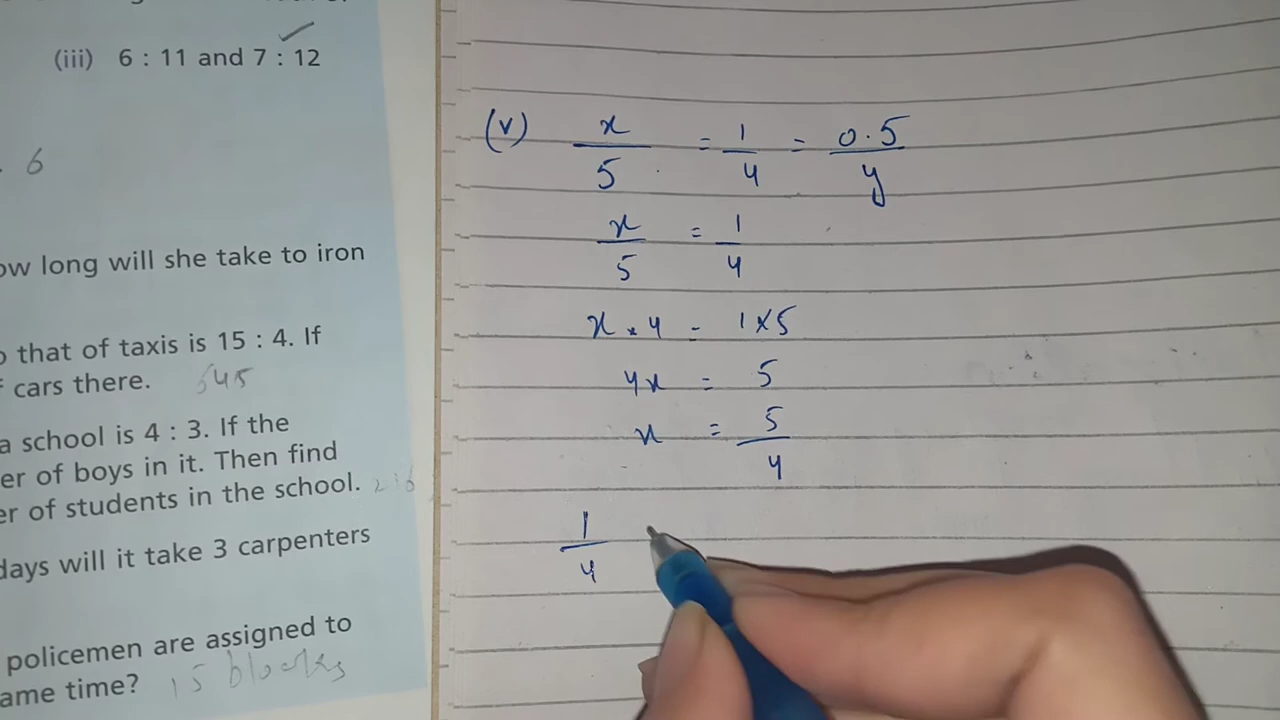 (iii) 6 : 11 and 7 : 12
6
ow long will she take to iron
that of taxis is 15 : 4. If
cars there.
a school is 4 : 3. If the
er of boys in it. Then find
er of students in the school.
days will it take 3 carpenters
policemen are assigned to
ame time? 15 blocks
(v) x/5 = 1/4 = 0.5/y
x/5 = 1/4
x × 4 = 1×5
4x = 5
x = 5/4
1/4